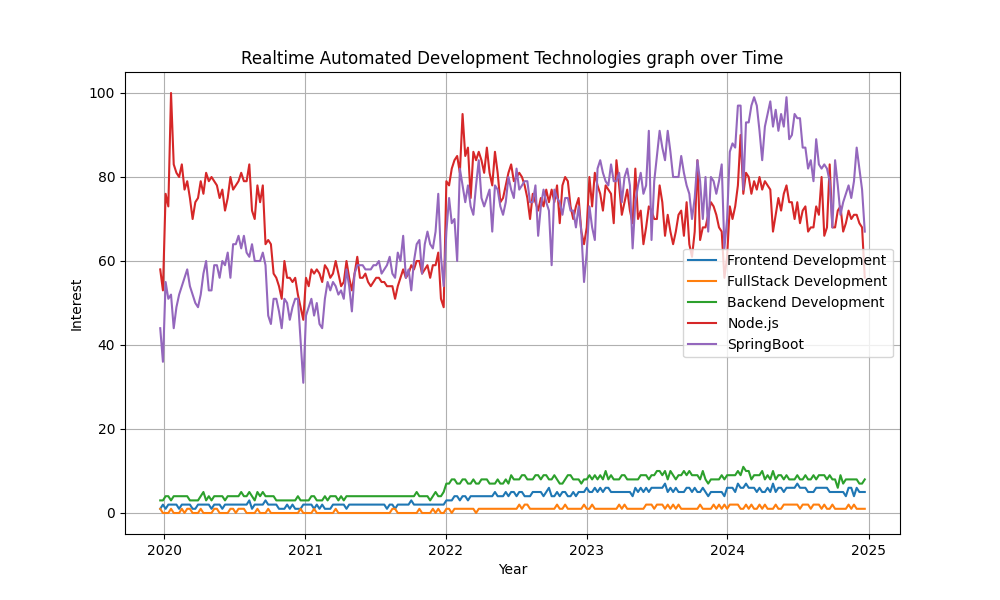 Realtime Automated Development Technologies graph over Time
100
80
60
40
20
0
Interest
Frontend Development
FullStack Development
Backend Development
Node.js
SpringBoot
2020 2021 2022 2023 2024 2025
Year